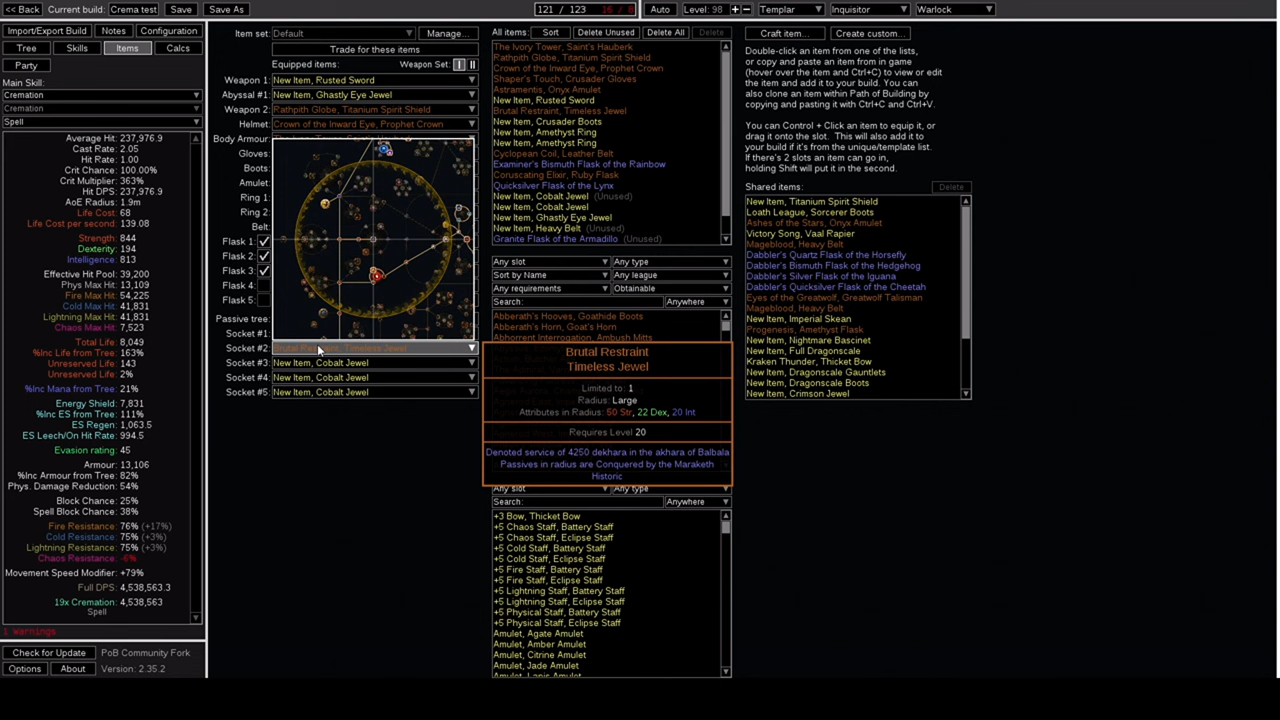 << Back
Current build: Crema test
Save
Save As
121 / 123 16 / 8
Auto
Level: 98
Templar
Inquisitor
Warlock
Import/Export Build
Notes
Configuration
Tree
Skills
Items
Calcs
Party
Main Skill:
Cremation
Cremation
Spell
Average Hit: 237,976.9
Cast Rate: 2.05
Hit Rate: 1.00
Crit Chance: 100.00%
Crit Multiplier: 363%
Hit DPS: 237,976.9
AoE Radius: 1.9m
Life Cost: 68
Life Cost per second: 139.08
Strength: 844
Dexterity: 194
Intelligence: 813
Effective Hit Pool: 39,200
Phys Max Hit: 13,109
Fire Max Hit: 54,225
Cold Max Hit: 41,831
Lightning Max Hit: 41,831
Chaos Max Hit: 7,523
Total Life: 8,049
%Inc Life from Tree: 163%
Unreserved Life: 143
Unreserved Life: 2%
%Inc Mana from Tree: 21%
Energy Shield: 7,831
%Inc ES from Tree: 111%
ES Regen: 1,063.5
ES Leech/On Hit Rate: 994.5
Evasion rating: 45
Armour: 13,106
%Inc Armour from Tree: 82%
Phys. Damage Reduction: 54%
Block Chance: 25%
Spell Block Chance: 38%
Fire Resistance: 76% (+17%)
Cold Resistance: 75% (+3%)
Lightning Resistance: 75% (+3%)
Chaos Resistance: -6%
Movement Speed Modifier: +79%
Full DPS: 4,538,563.3
19x Cremation: 4,538,563
Spell
1 Warnings
Check for Update
PoB Community Fork
Options
About
Version: 2.35.2
Item set: Default
Manage...
Trade for these items
Equipped items:
Weapon Set: I II
Weapon 1: New Item, Rusted Sword
Abyssal #1: New Item, Ghastly Eye Jewel
Weapon 2: Rathpith Globe, Titanium Spirit Shield
Helmet: Crown of the Inward Eye, Prophet Crown
Body Armour:
Gloves:
Boots:
Amulet:
Ring 1:
Ring 2:
Belt:
Flask 1:
Flask 2:
Flask 3:
Flask 4:
Flask 5:
Passive tree:
Socket #1:
Socket #2: Brutal Restraint, Timeless Jewel
Socket #3: New Item, Cobalt Jewel
Socket #4: New Item, Cobalt Jewel
Socket #5: New Item, Cobalt Jewel
All items:
Sort
Delete Unused
Delete All
Delete
The Ivory Tower, Saint's Hauberk
Rathpith Globe, Titanium Spirit Shield
Crown of the Inward Eye, Prophet Crown
Shaper's Touch, Crusader Gloves
Astramentis, Onyx Amulet
New Item, Rusted Sword
Brutal Restraint, Timeless Jewel
New Item, Crusader Boots
New Item, Amethyst Ring
New Item, Amethyst Ring
Cyclopean Coil, Leather Belt
Examiner's Bismuth Flask of the Rainbow
Coruscating Elixir, Ruby Flask
Quicksilver Flask of the Lynx
New Item, Cobalt Jewel (Unused)
New Item, Cobalt Jewel
New Item, Ghastly Eye Jewel
New Item, Heavy Belt (Unused)
Granite Flask of the Armadillo (Unused)
Any slot
Any type
Sort by Name
Any league
Any requirements
Obtainable
Search:
Anywhere
Abberath's Hooves, Goathide Boots
Abberath's Horn, Goat's Horn
Abhorrent Interrogation, Ambush Mitts
Brutal Restraint
Timeless Jewel
Limited to: 1
Radius: Large
Attributes in Radius: 50 Str, 22 Dex, 20 Int
Requires Level 20
Denoted service of 4250 dekhara in the akhara of Balbala
Passives in radius are Conquered by the Maraketh
Historic
Any slot
Any type
Search:
Anywhere
+3 Bow, Thicket Bow
+5 Chaos Staff, Battery Staff
+5 Chaos Staff, Eclipse Staff
+5 Cold Staff, Battery Staff
+5 Cold Staff, Eclipse Staff
+5 Fire Staff, Battery Staff
+5 Fire Staff, Eclipse Staff
+5 Lightning Staff, Battery Staff
+5 Lightning Staff, Eclipse Staff
+5 Physical Staff, Battery Staff
+5 Physical Staff, Eclipse Staff
Amulet, Agate Amulet
Amulet, Amber Amulet
Amulet, Citrine Amulet
Amulet, Jade Amulet
Amulet, Lapis Amulet
Craft item...
Create custom...
Double-click an item from one of the lists,
or copy and paste an item from in game
(hover over the item and Ctrl+C) to view or edit
the item and add it to your build. You can
also clone an item within Path of Building by
copying and pasting it with Ctrl+C and Ctrl+V.
You can Control + Click an item to equip it, or
drag it onto the slot. This will also add it to
your build if it's from the unique/template list.
If there's 2 slots an item can go in,
holding Shift will put it in the second.
Shared items:
Delete
New Item, Titanium Spirit Shield
Loath League, Sorcerer Boots
Ashes of the Stars, Onyx Amulet
Victory Song, Vaal Rapier
Mageblood, Heavy Belt
Dabbler's Quartz Flask of the Horsefly
Dabbler's Bismuth Flask of the Hedgehog
Dabbler's Silver Flask of the Iguana
Dabbler's Quicksilver Flask of the Cheetah
Eyes of the Greatwolf, Greatwolf Talisman
Mageblood, Heavy Belt
New Item, Imperial Skean
Progenesis, Amethyst Flask
New Item, Nightmare Bascinet
New Item, Full Dragonscale
Kraken Thunder, Thicket Bow
New Item, Dragonscale Gauntlets
New Item, Dragonscale Boots
New Item, Crimson Jewel